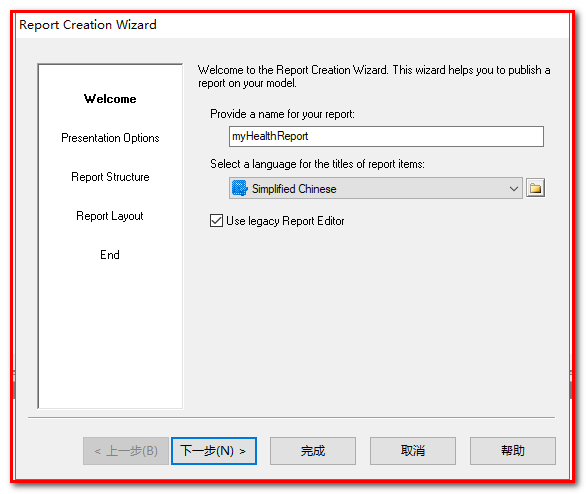 Report Creation Wizard
Welcome
Presentation Options
Report Structure
Report Layout
End
Welcome to the Report Creation Wizard. This wizard helps you to publish a
report on your model.
Provide a name for your report:
myHealthReport
Select a language for the titles of report items:
Simplified Chinese
Use legacy Report Editor
< 上一步(B)
下一步(N) >
完成
取消
帮助